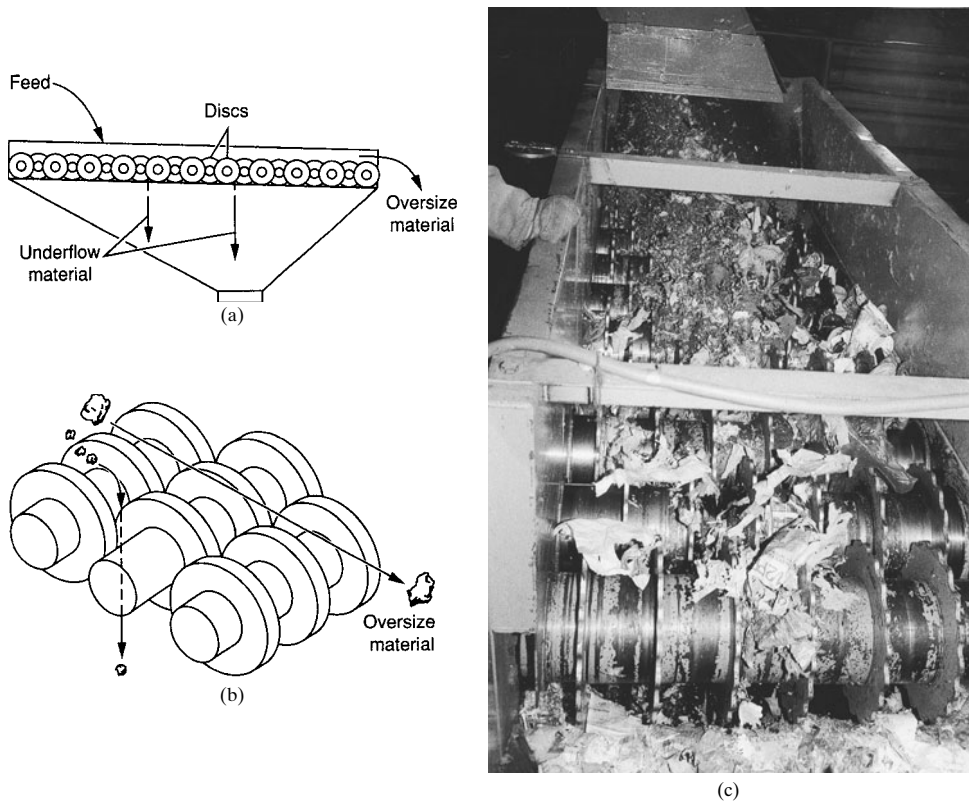 Feed
Discs
Oversize
material
Underflow
material
(a)
Oversize
material
(b)
(c)